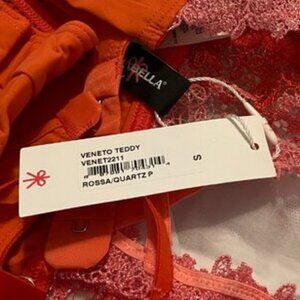 BELLA®
VENETO TEDDY
VENET2211
S
ROSSA/QUARTZ P